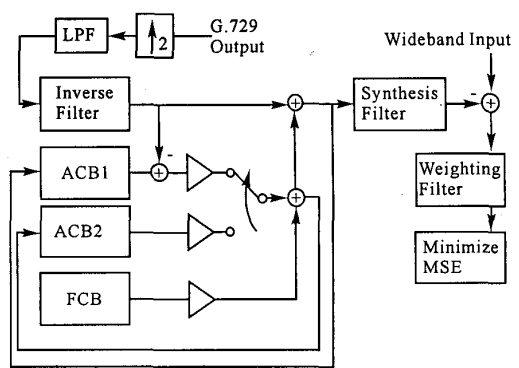 G.729
Output
LPF
2
Wideband Input
Inverse
Filter
Synthesis
Filter
-
-
ACB1
Weighting
Filter
ACB2
Minimize
MSE
FCB